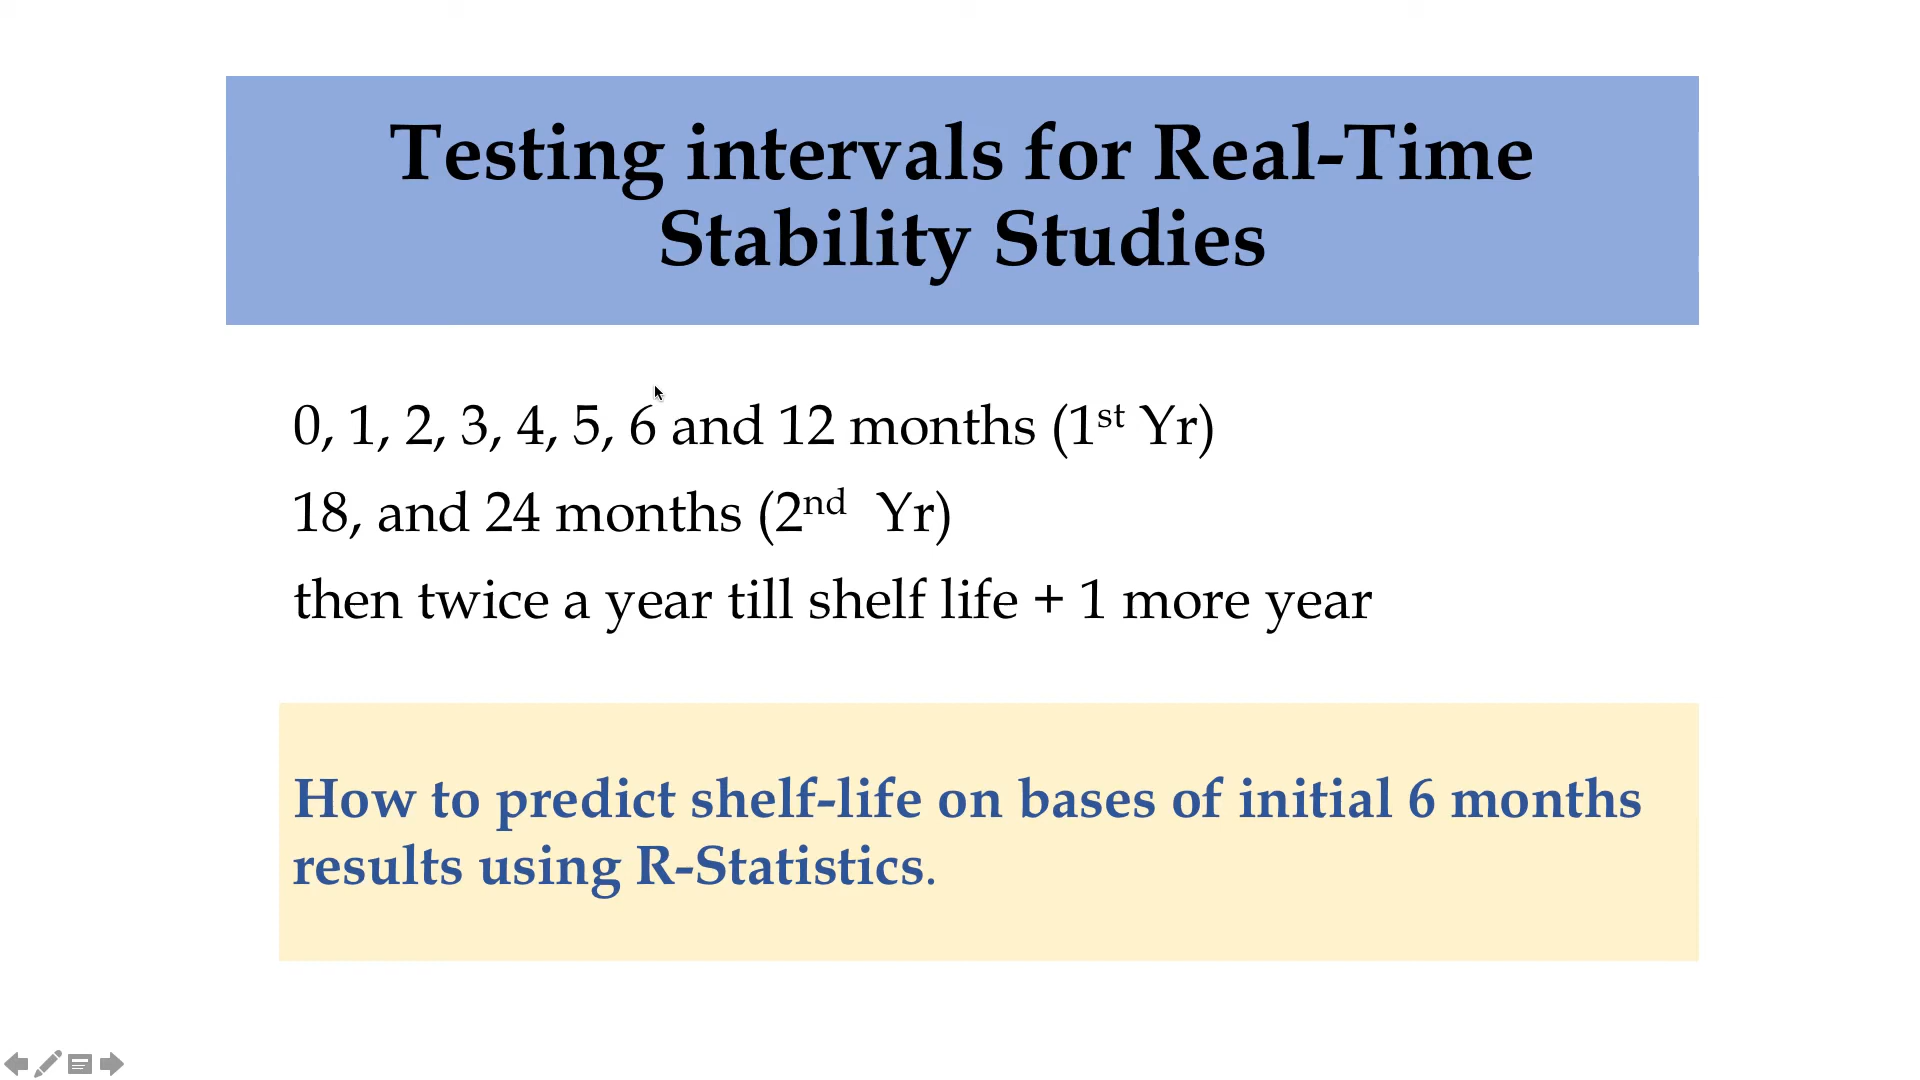 Testing intervals for Real-Time
Stability Studies
0, 1, 2, 3, 4, 5, 6 and 12 months (1st Yr)
18, and 24 months (2nd Yr)
then twice a year till shelf life + 1 more year
How to predict shelf-life on bases of initial 6 months
results using R-Statistics.